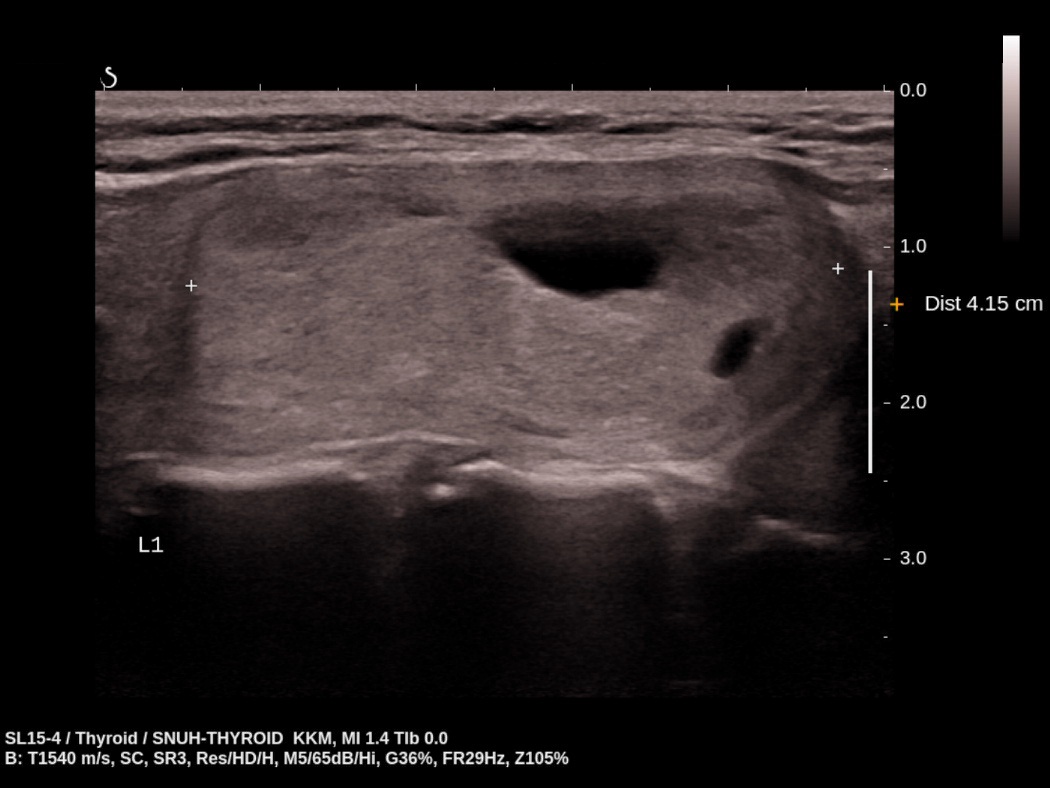 S
0.0
1.0
+ Dist 4.15 cm
2.0
L1
3.0
SL15-4 / Thyroid / SNUH-THYROID KKM, MI 1.4 TIb 0.0
B: T1540 m/s, SC, SR3, Res/HD/H, M5/65dB/Hi, G36%, FR29Hz, Z105%